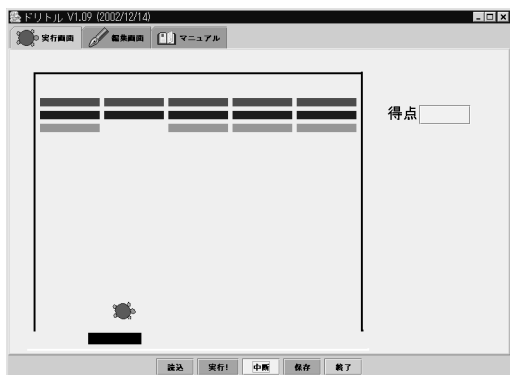 ドリトル V1.09 (2002/12/14)
実行画面 編集画面 マニュアル
得点
読込 実行! 中断 保存 終了